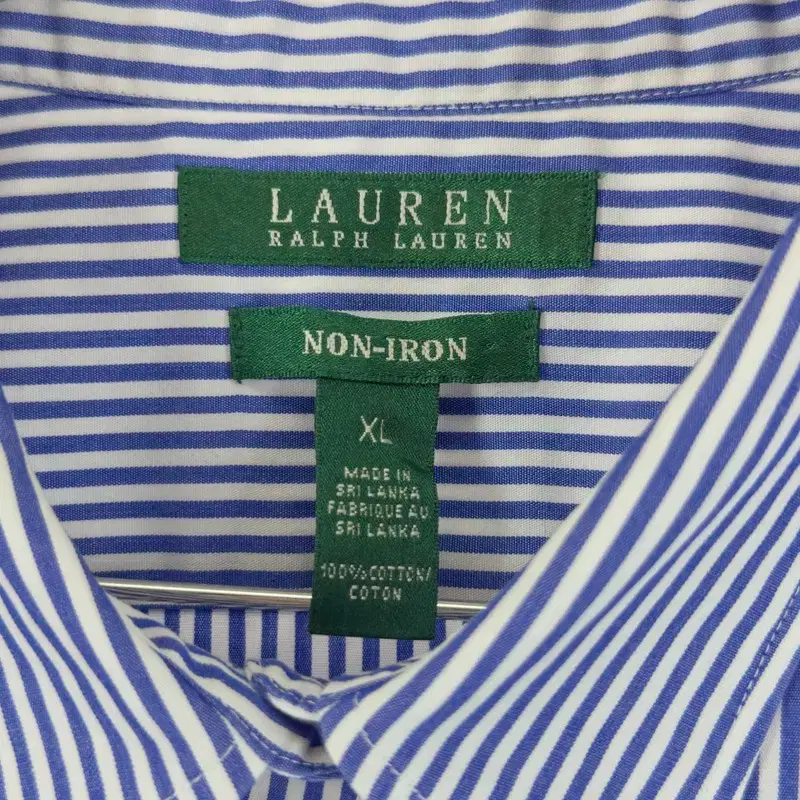 LAUREN
RALPH LAUREN
NON-IRON
XL
MADE IN
SRI LANKA
FABRIQUE AU
SRI LANKA
100% COTTON/
COTON